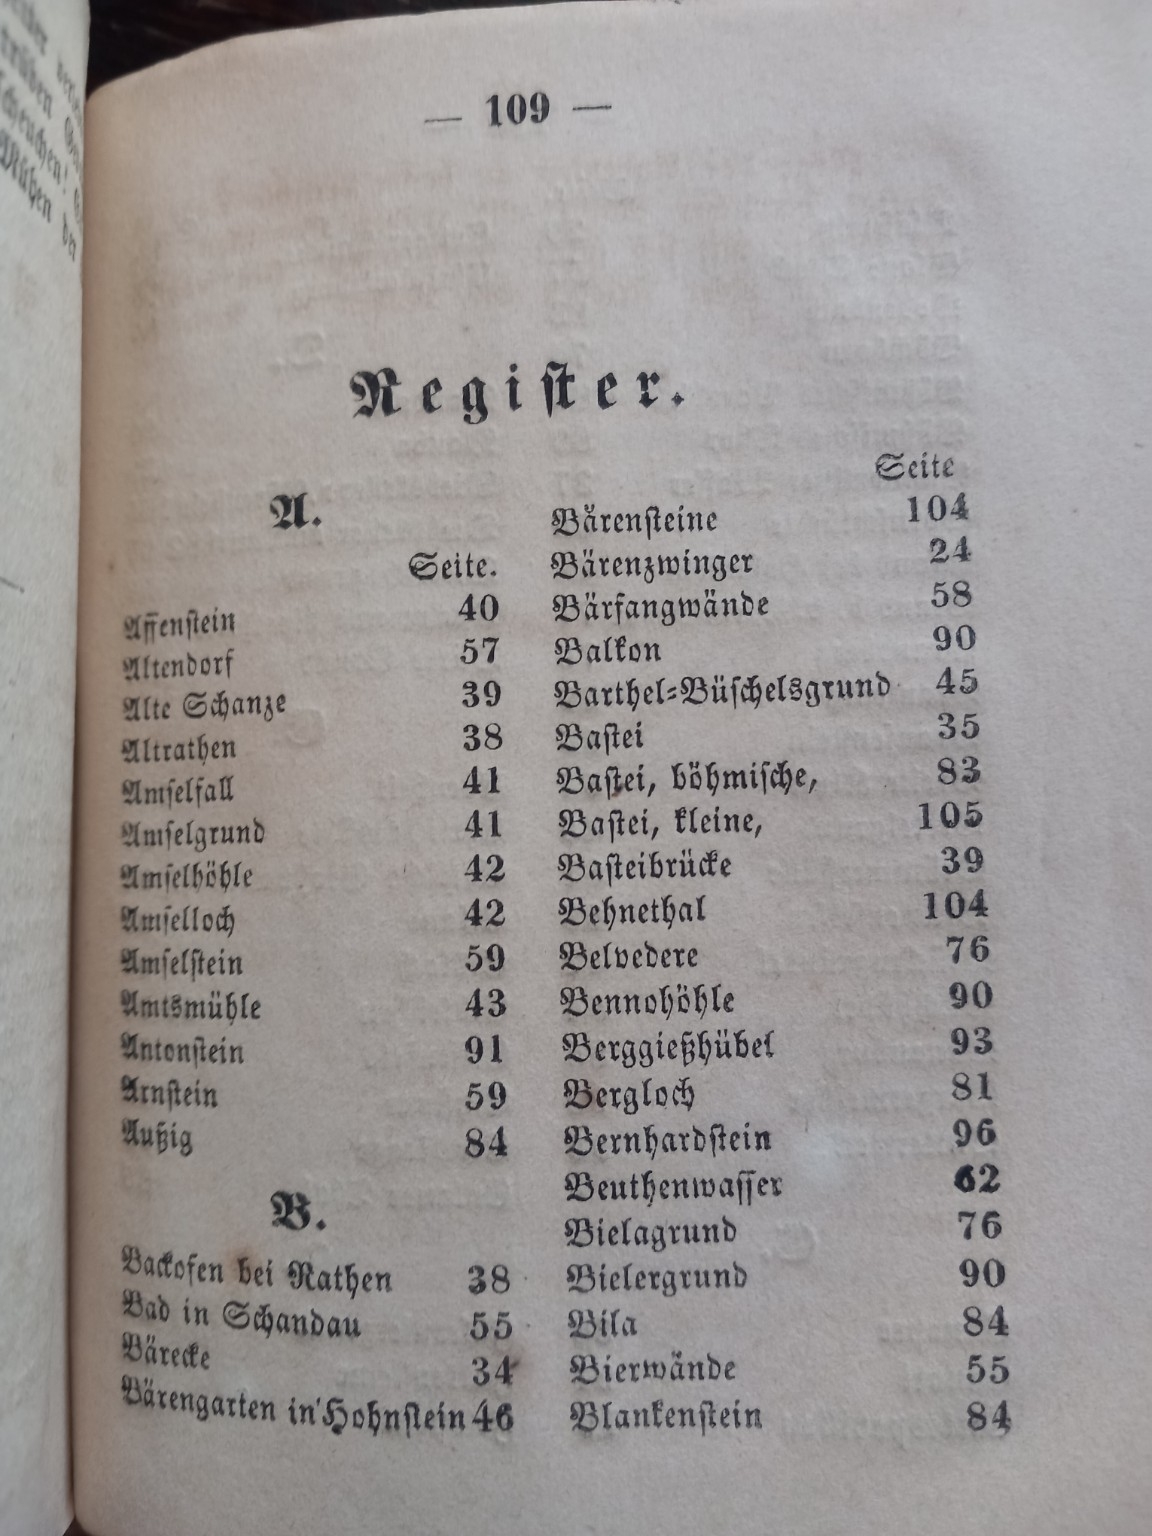 — 109 —
Register.
A.
Seite.
Affenstein 40
Altendorf 57
Alte Schanze 39
Altrathen 38
Amselfall 41
Amselgrund 41
Amselhöhle 42
Amselloch 42
Amselstein 59
Amtsmühle 43
Antonstein 91
Arnstein 59
Außig 84
B.
Backofen bei Rathen 38
Bad in Schandau 55
Bärecke 34
Bärengarten in Hohnstein 46
Seite
Bärensteine 104
Bärenzwinger 24
Bärfangwände 58
Balkon 90
Barthel-Büschelsgrund 45
Bastei 35
Bastei, böhmische, 83
Bastei, kleine, 105
Basteibrücke 39
Behnethal 104
Belvedere 76
Bennohöhle 90
Berggießhübel 93
Bergloch 81
Bernhardstein 96
Beuthenwasser 62
Bielagrund 76
Bielergrund 90
Bila 84
Bierwände 55
Blankenstein 84